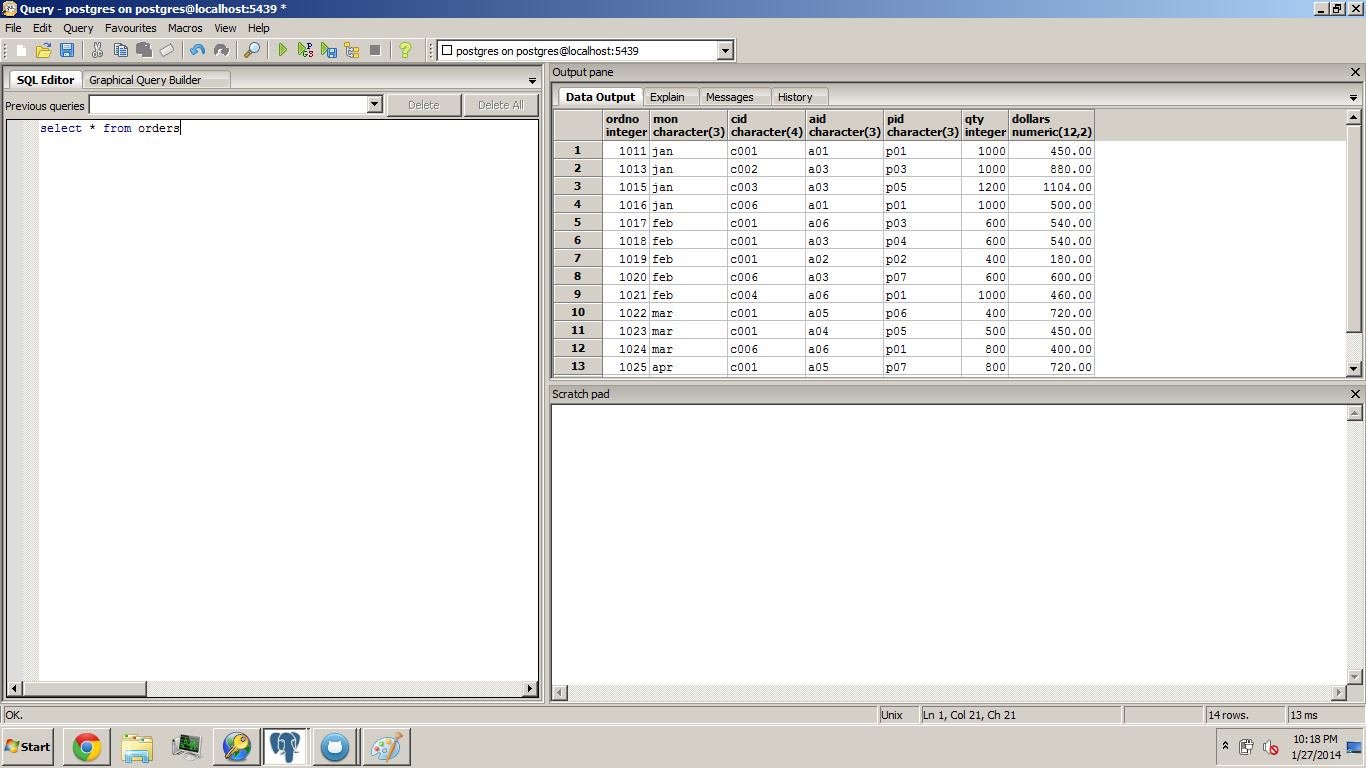 Query - postgres on postgres@localhost:5439 *
File Edit Query Favourites Macros View Help
postgres on postgres@localhost:5439
SQL Editor Graphical Query Builder
Previous queries Delete Delete All
select * from orders
Output pane
Data Output Explain Messages History
ordno mon cid aid pid qty dollars
integer character(3) character(4) character(3) character(3) integer numeric(12,2)
1 1011 jan c001 a01 p01 1000 450.00
2 1013 jan c002 a03 p03 1000 880.00
3 1015 jan c003 a03 p05 1200 1104.00
4 1016 jan c006 a01 p01 1000 500.00
5 1017 feb c001 a06 p03 600 540.00
6 1018 feb c001 a03 p04 600 540.00
7 1019 feb c001 a02 p02 400 180.00
8 1020 feb c006 a03 p07 600 600.00
9 1021 feb c004 a06 p01 1000 460.00
10 1022 mar c001 a05 p06 400 720.00
11 1023 mar c001 a04 p05 500 450.00
12 1024 mar c006 a06 p01 800 400.00
13 1025 apr c001 a05 p07 800 720.00
Scratch pad
OK. Unix Ln 1, Col 21, Ch 21 14 rows. 13 ms
Start
10:18 PM
1/27/2014